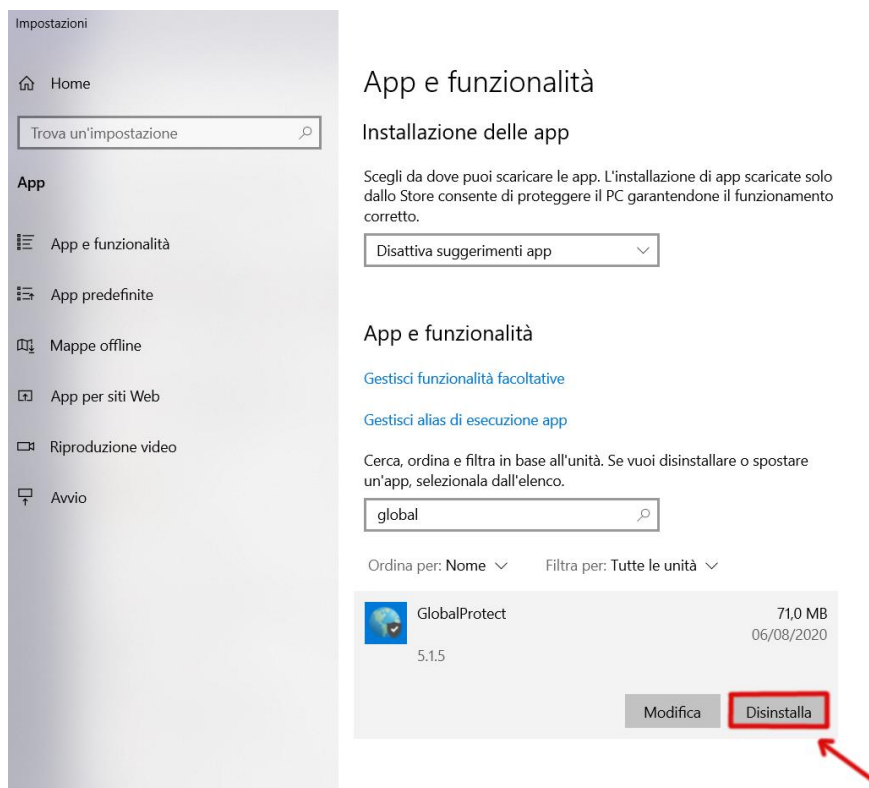 Impostazioni
Home
Trova un'impostazione
App
App e funzionalità
App predefinite
Mappe offline
App per siti Web
Riproduzione video
Avvio
App e funzionalità
Installazione delle app
Scegli da dove puoi scaricare le app. L'installazione di app scaricate solo
dallo Store consente di proteggere il PC garantendone il funzionamento
corretto.
Disattiva suggerimenti app
App e funzionalità
Gestisci funzionalità facoltative
Gestisci alias di esecuzione app
Cerca, ordina e filtra in base all'unità. Se vuoi disinstallare o spostare
un'app, selezionala dall'elenco.
global
Ordina per: Nome Filtra per: Tutte le unità
GlobalProtect 71,0 MB
06/08/2020
5.1.5
Modifica Disinstalla